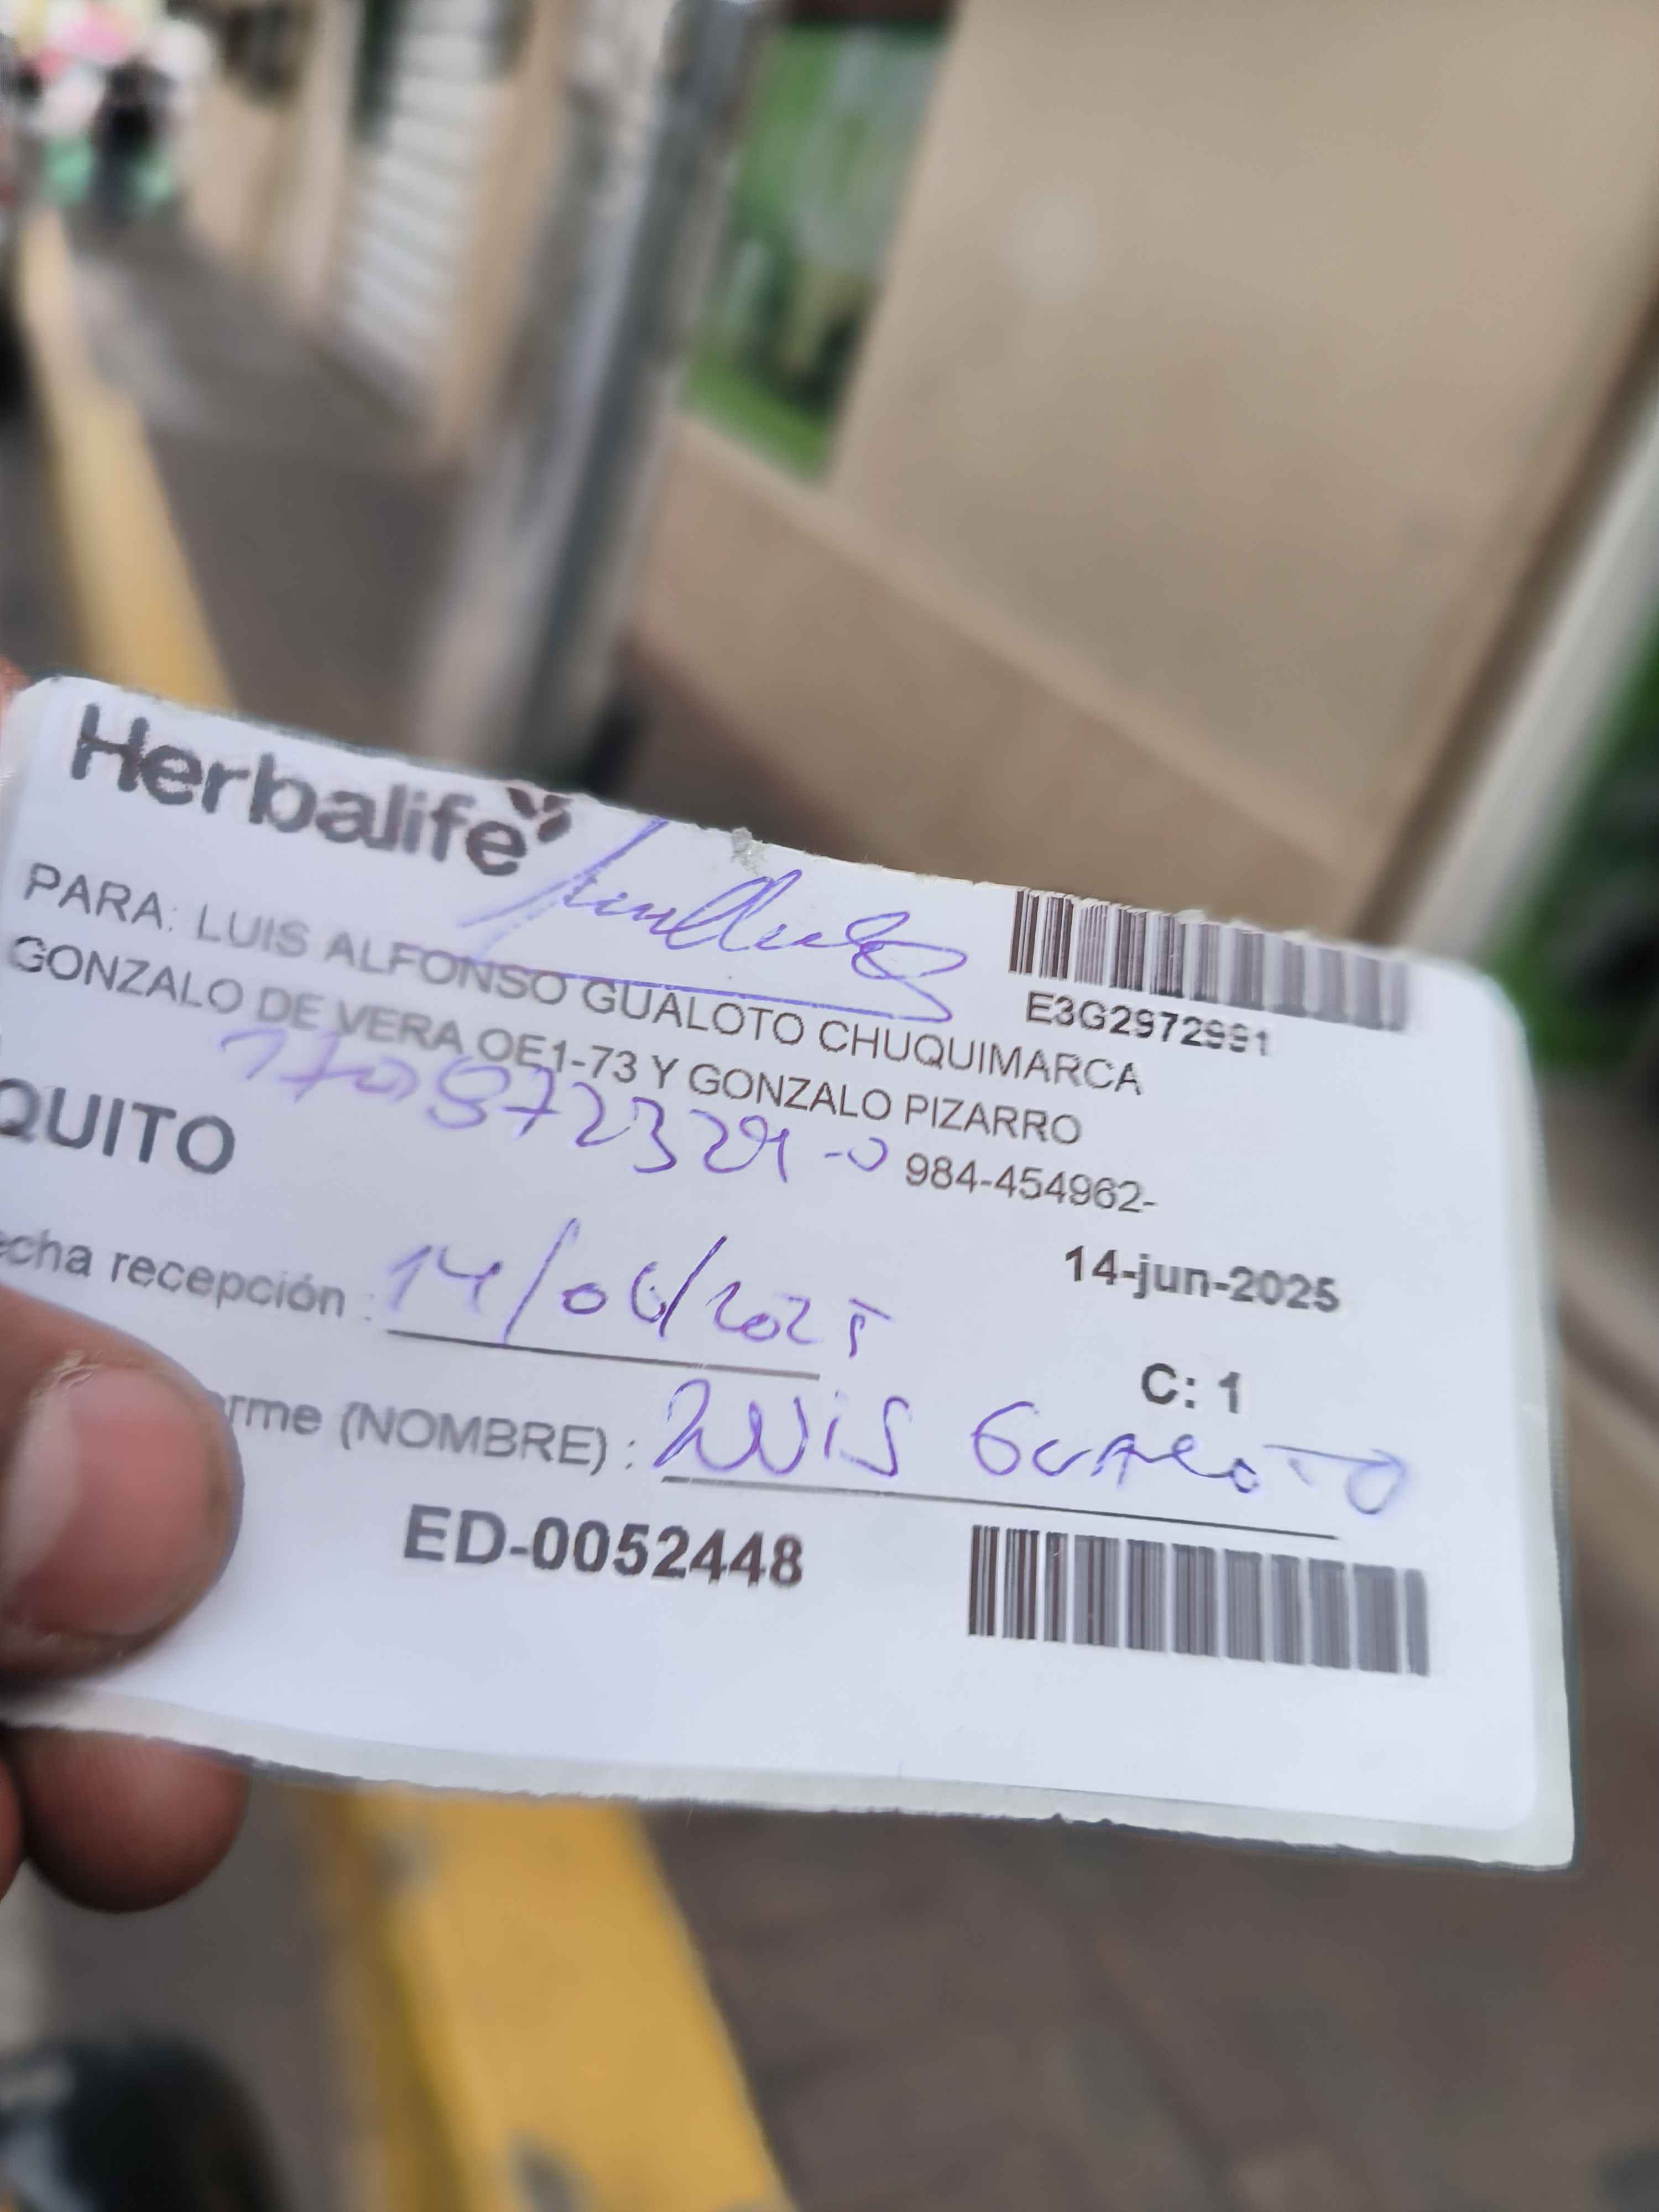 Herbalife
E3G2972991
PARA: LUIS ALFONSO GUALOTO CHUQUIMARCA
GONZALO DE VERA OE1-73 Y GONZALO PIZARRO
QUITO
984-454962-
14-jun-2025
echa recepción : 14/06/2025
C: 1
rme (NOMBRE) : LUIS GUALOTO
ED-0052448